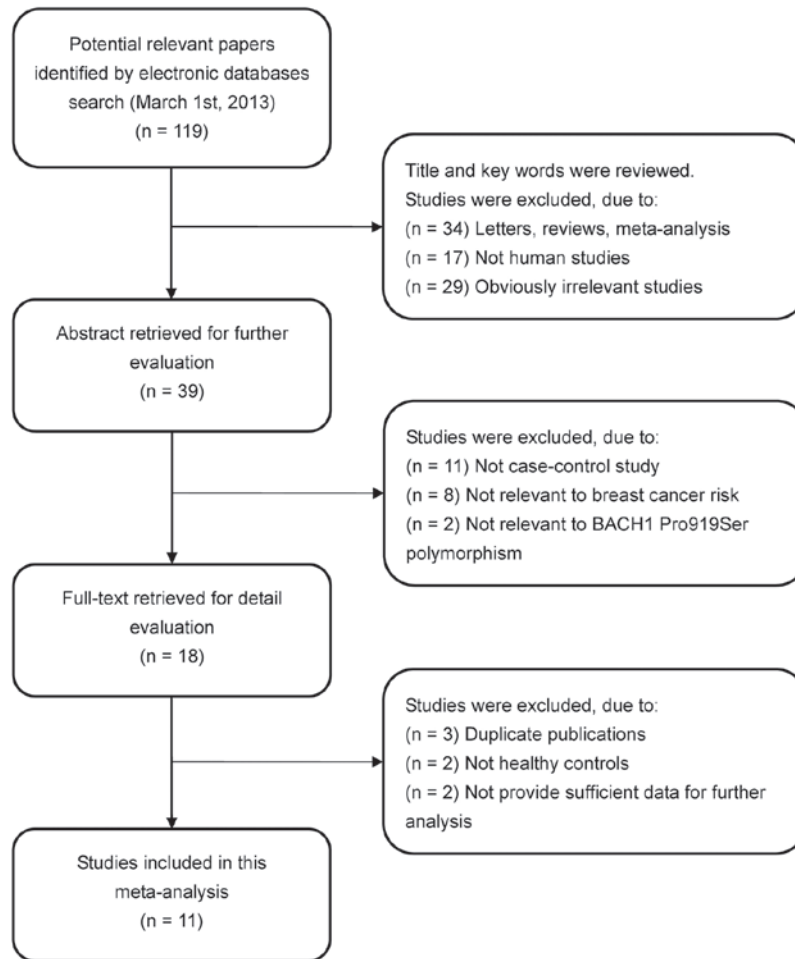 Potential relevant papers
identified by electronic databases
search (March 1st, 2013)
(n = 119)
Title and key words were reviewed.
Studies were excluded, due to:
(n = 34) Letters, reviews, meta-analysis
(n = 17) Not human studies
(n = 29) Obviously irrelevant studies
Abstract retrieved for further
evaluation
(n = 39)
Studies were excluded, due to:
(n = 11) Not case-control study
(n = 8) Not relevant to breast cancer risk
(n = 2) Not relevant to BACH1 Pro919Ser
polymorphism
Full-text retrieved for detail
evaluation
(n = 18)
Studies were excluded, due to:
(n = 3) Duplicate publications
(n = 2) Not healthy controls
(n = 2) Not provide sufficient data for further
analysis
Studies included in this
meta-analysis
(n = 11)